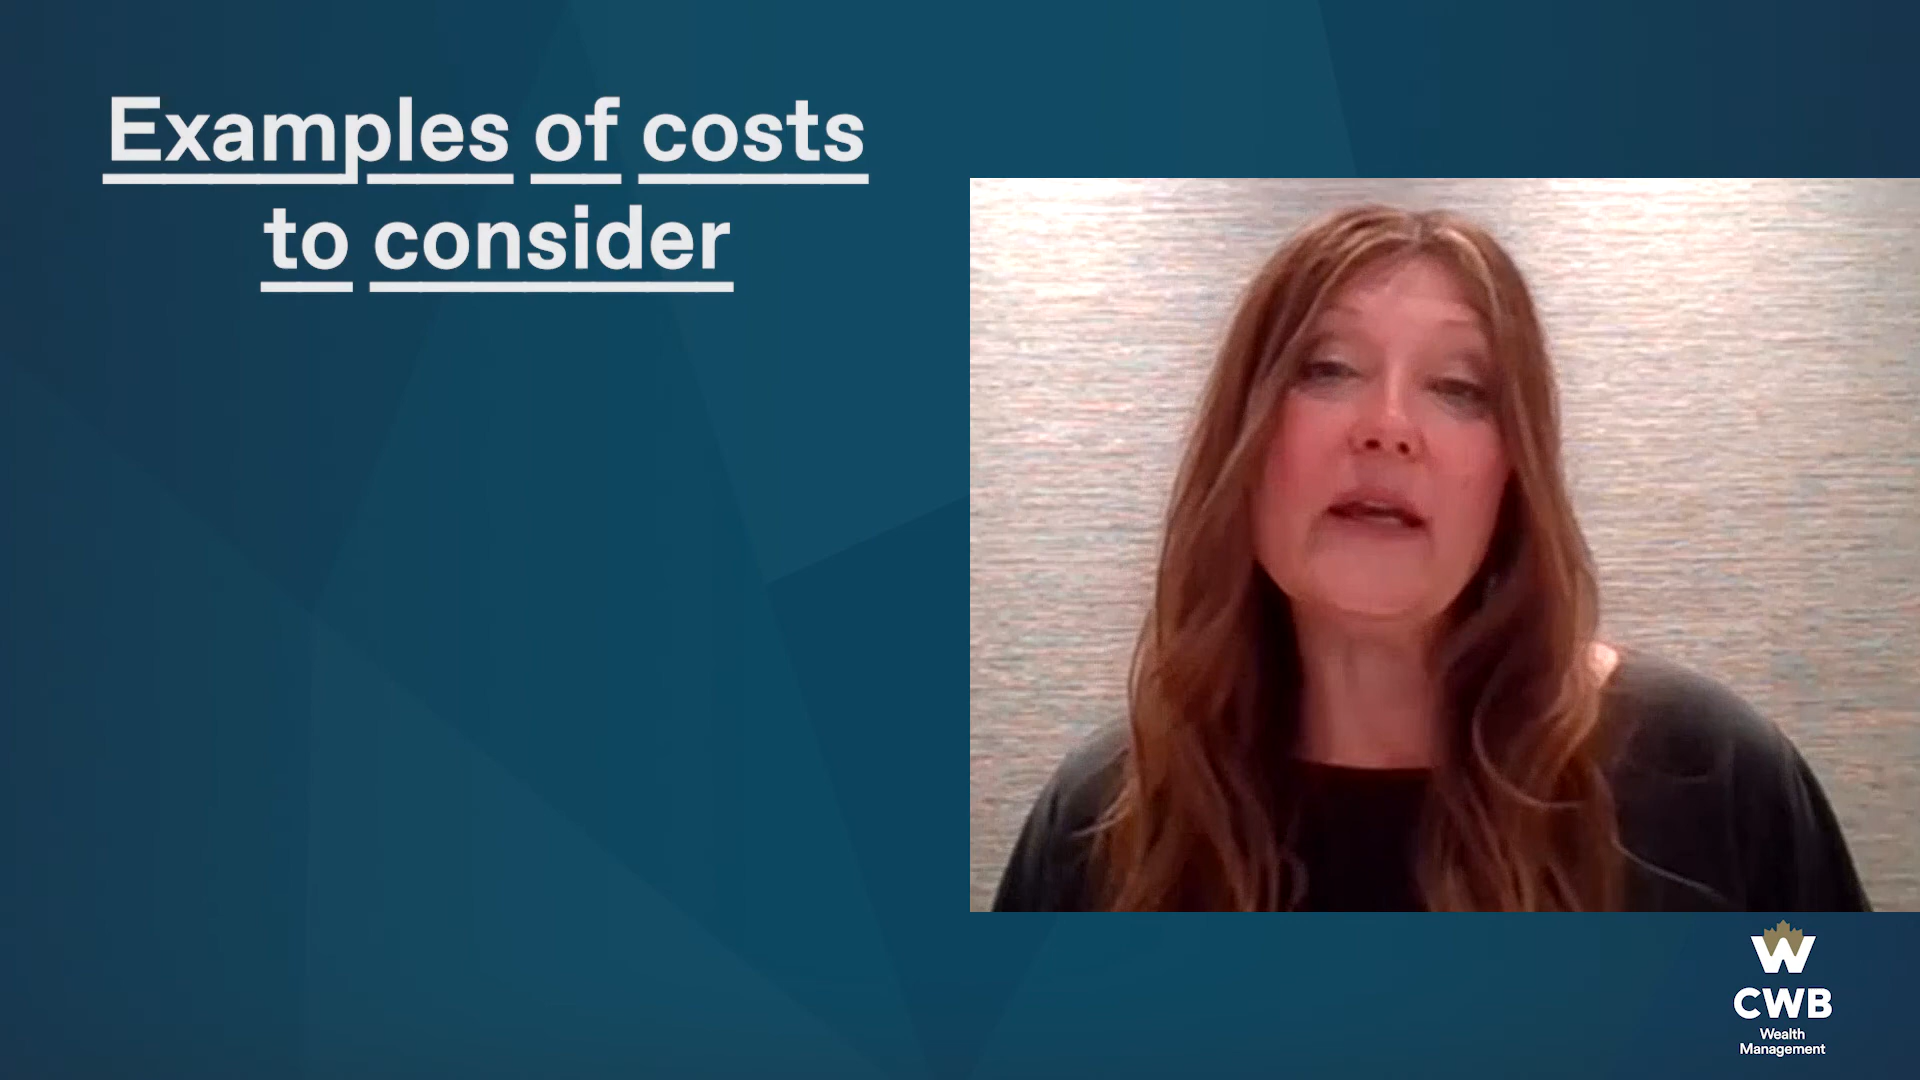 Examples of costs
to consider
W
CWB
Wealth
Management